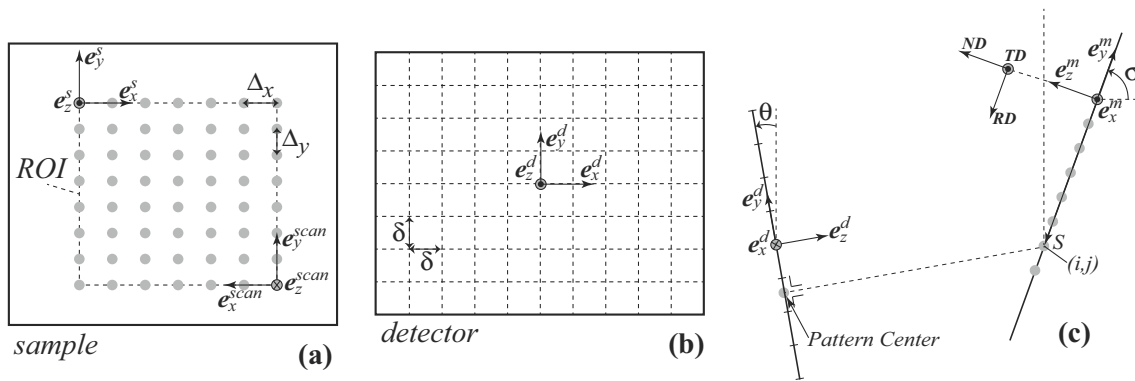 e_y^s
e_z^s
e_x^s
Δ_x
Δ_y
ROI
e_y^scan
e_x^scan
e_z^scan
sample
(a)
e_y^d
e_z^d
e_x^d
δ
δ
detector
(b)
θ
e_y^d
e_x^d
e_z^d
Pattern Center
ND
TD
RD
e_y^m
e_z^m
e_x^m
S
(i,j)
(c)